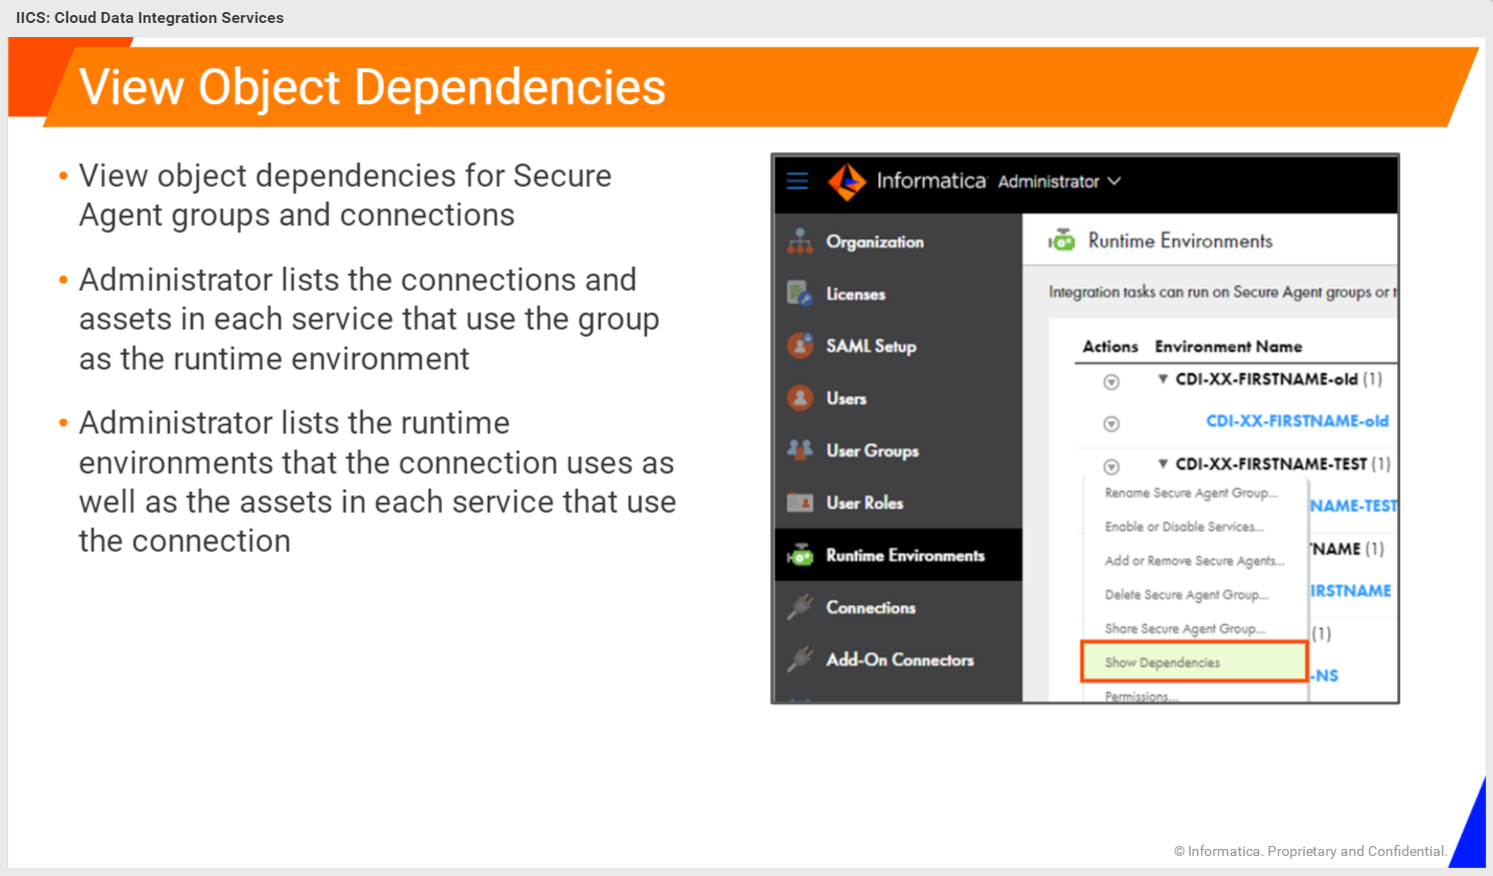 IICS: Cloud Data Integration Services
View Object Dependencies
• View object dependencies for Secure
Agent groups and connections
• Administrator lists the connections and
assets in each service that use the group
as the runtime environment
• Administrator lists the runtime
environments that the connection uses as
well as the assets in each service that use
the connection
Informatica Administrator
Organization
Licenses
SAML Setup
Users
User Groups
User Roles
Runtime Environments
Connections
Add-On Connectors
Runtime Environments
Integration tasks can run on Secure Agent groups or t
Actions Environment Name
CDI-XX-FIRSTNAME-old (1)
CDI-XX-FIRSTNAME-old
CDI-XX-FIRSTNAME-TEST (1)
Rename Secure Agent Group...
NAME-TEST
Enable or Disable Services...
NAME (1)
Add or Remove Secure Agents...
Delete Secure Agent Group...
IRSTNAME
Share Secure Agent Group...
(1)
Show Dependencies
-NS
Permissions...
© Informatica. Proprietary and Confidential.